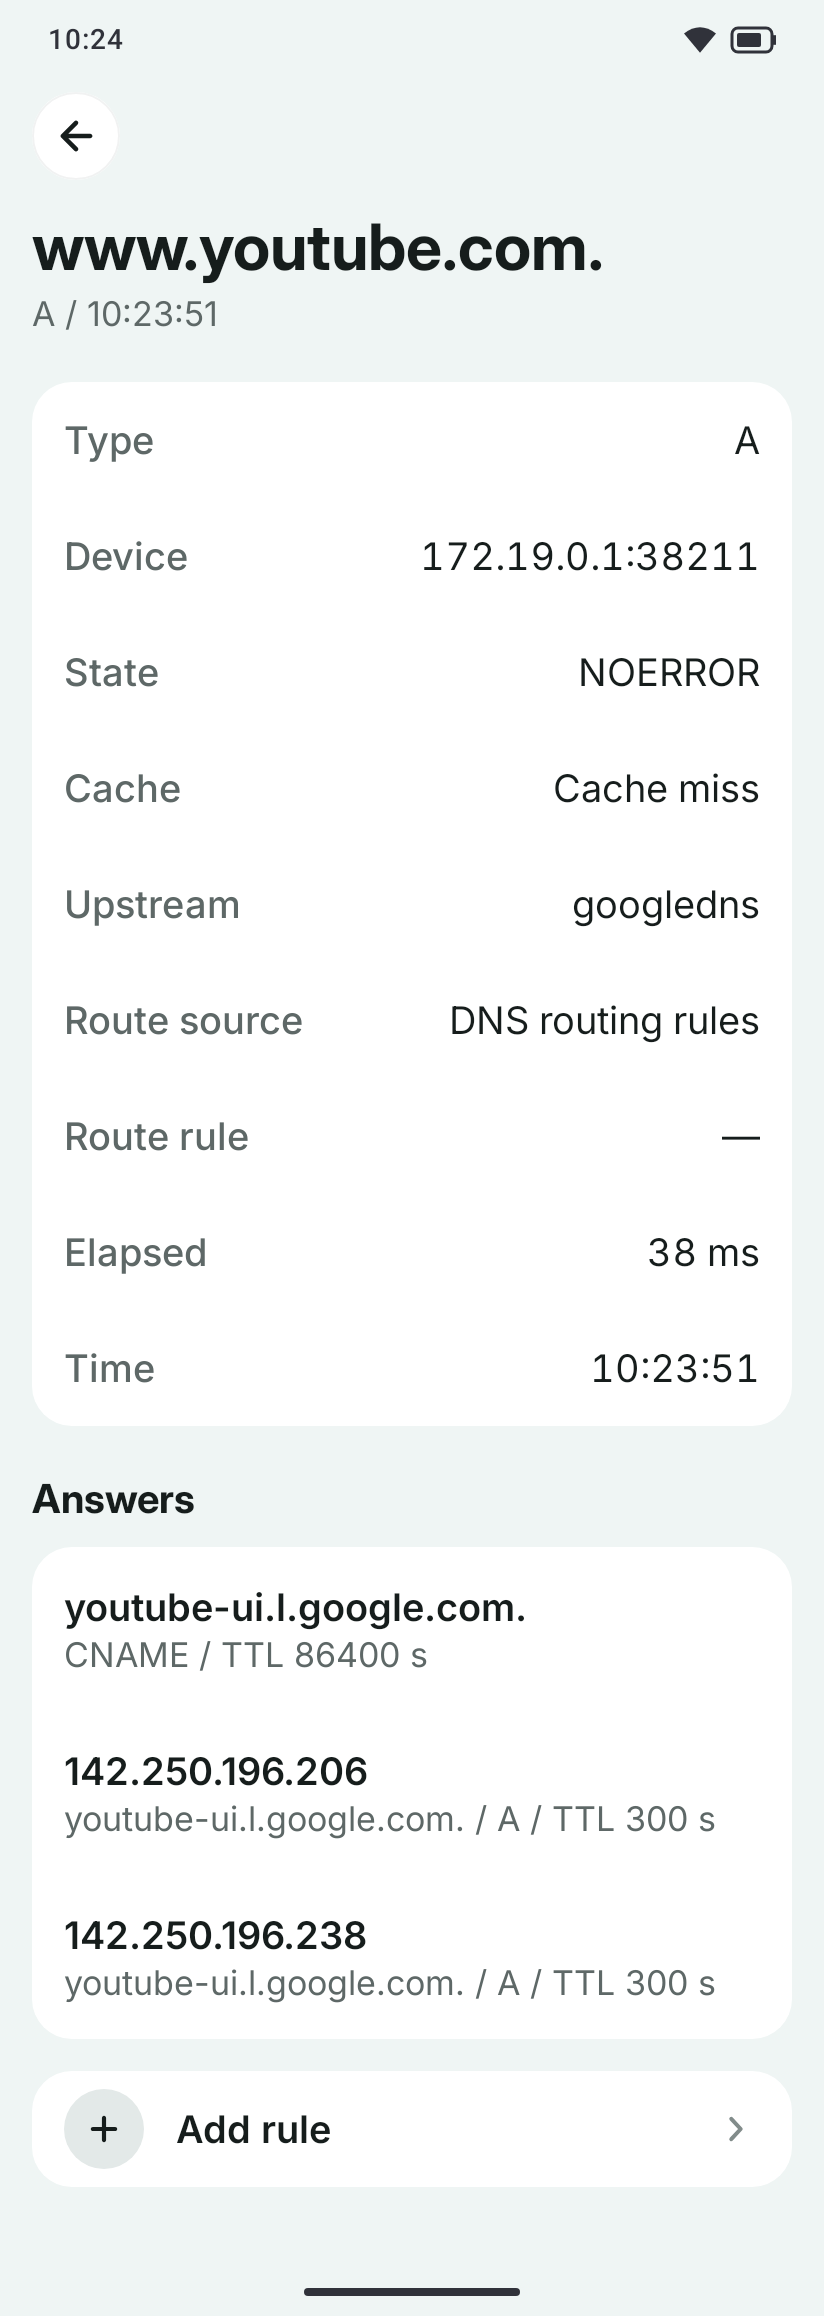 10:24
www.youtube.com.
A / 10:23:51
Type A
Device 172.19.0.1:38211
State NOERROR
Cache Cache miss
Upstream googledns
Route source DNS routing rules
Route rule —
Elapsed 38 ms
Time 10:23:51
Answers
youtube-ui.l.google.com.
CNAME / TTL 86400 s
142.250.196.206
youtube-ui.l.google.com. / A / TTL 300 s
142.250.196.238
youtube-ui.l.google.com. / A / TTL 300 s
Add rule